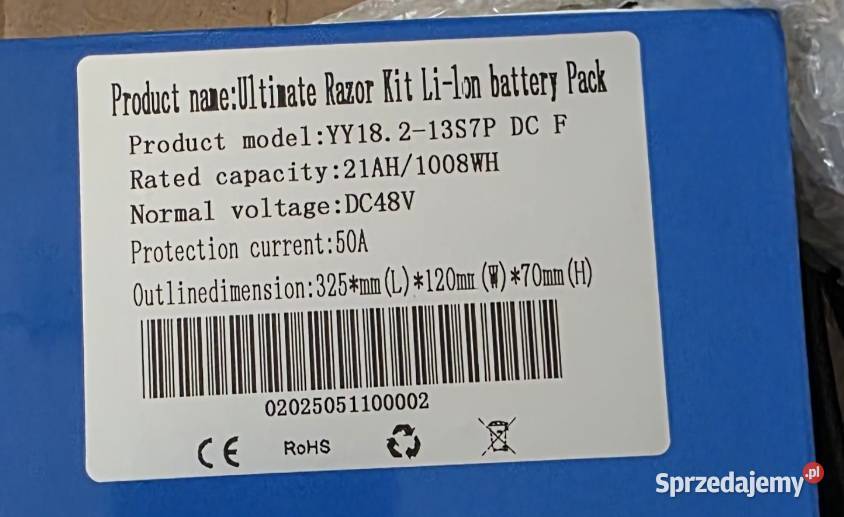 Product name:Ultimate Razor Kit Li-lon battery Pack
Product model:YY18.2-13S7P DC F
Rated capacity:21AH/1008WH
Normal voltage:DC48V
Protection current:50A
Outlinedimension:325*mm(L)*120mm(W)*70mm(H)
02025051100002
CE RoHS
Sprzedajemy.pl